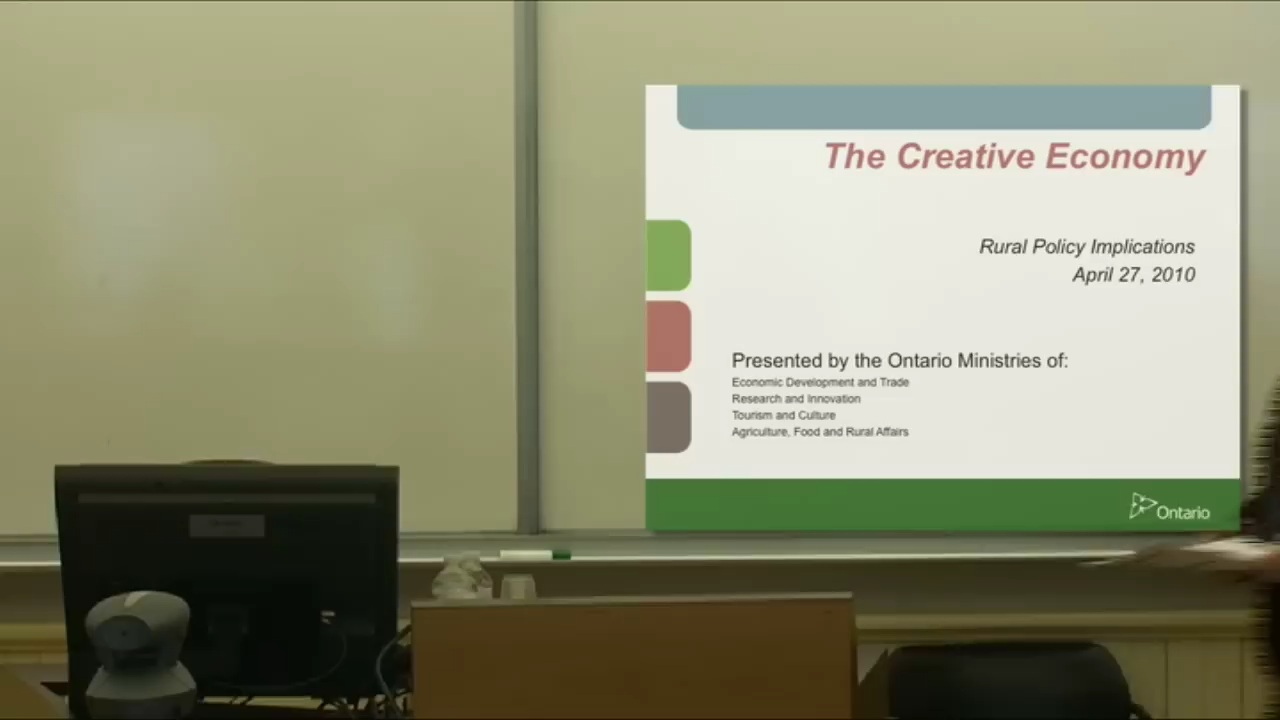 The Creative Economy
Rural Policy Implications
April 27, 2010
Presented by the Ontario Ministries of:
Economic Development and Trade
Research and Innovation
Tourism and Culture
Agriculture, Food and Rural Affairs
Ontario